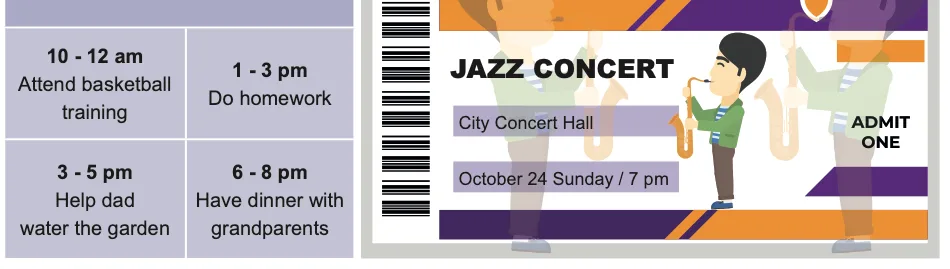 10 - 12 am
Attend basketball
training
1 - 3 pm
Do homework
3 - 5 pm
Help dad
water the garden
6 - 8 pm
Have dinner with
grandparents
JAZZ CONCERT
City Concert Hall
October 24 Sunday / 7 pm
ADMIT
ONE